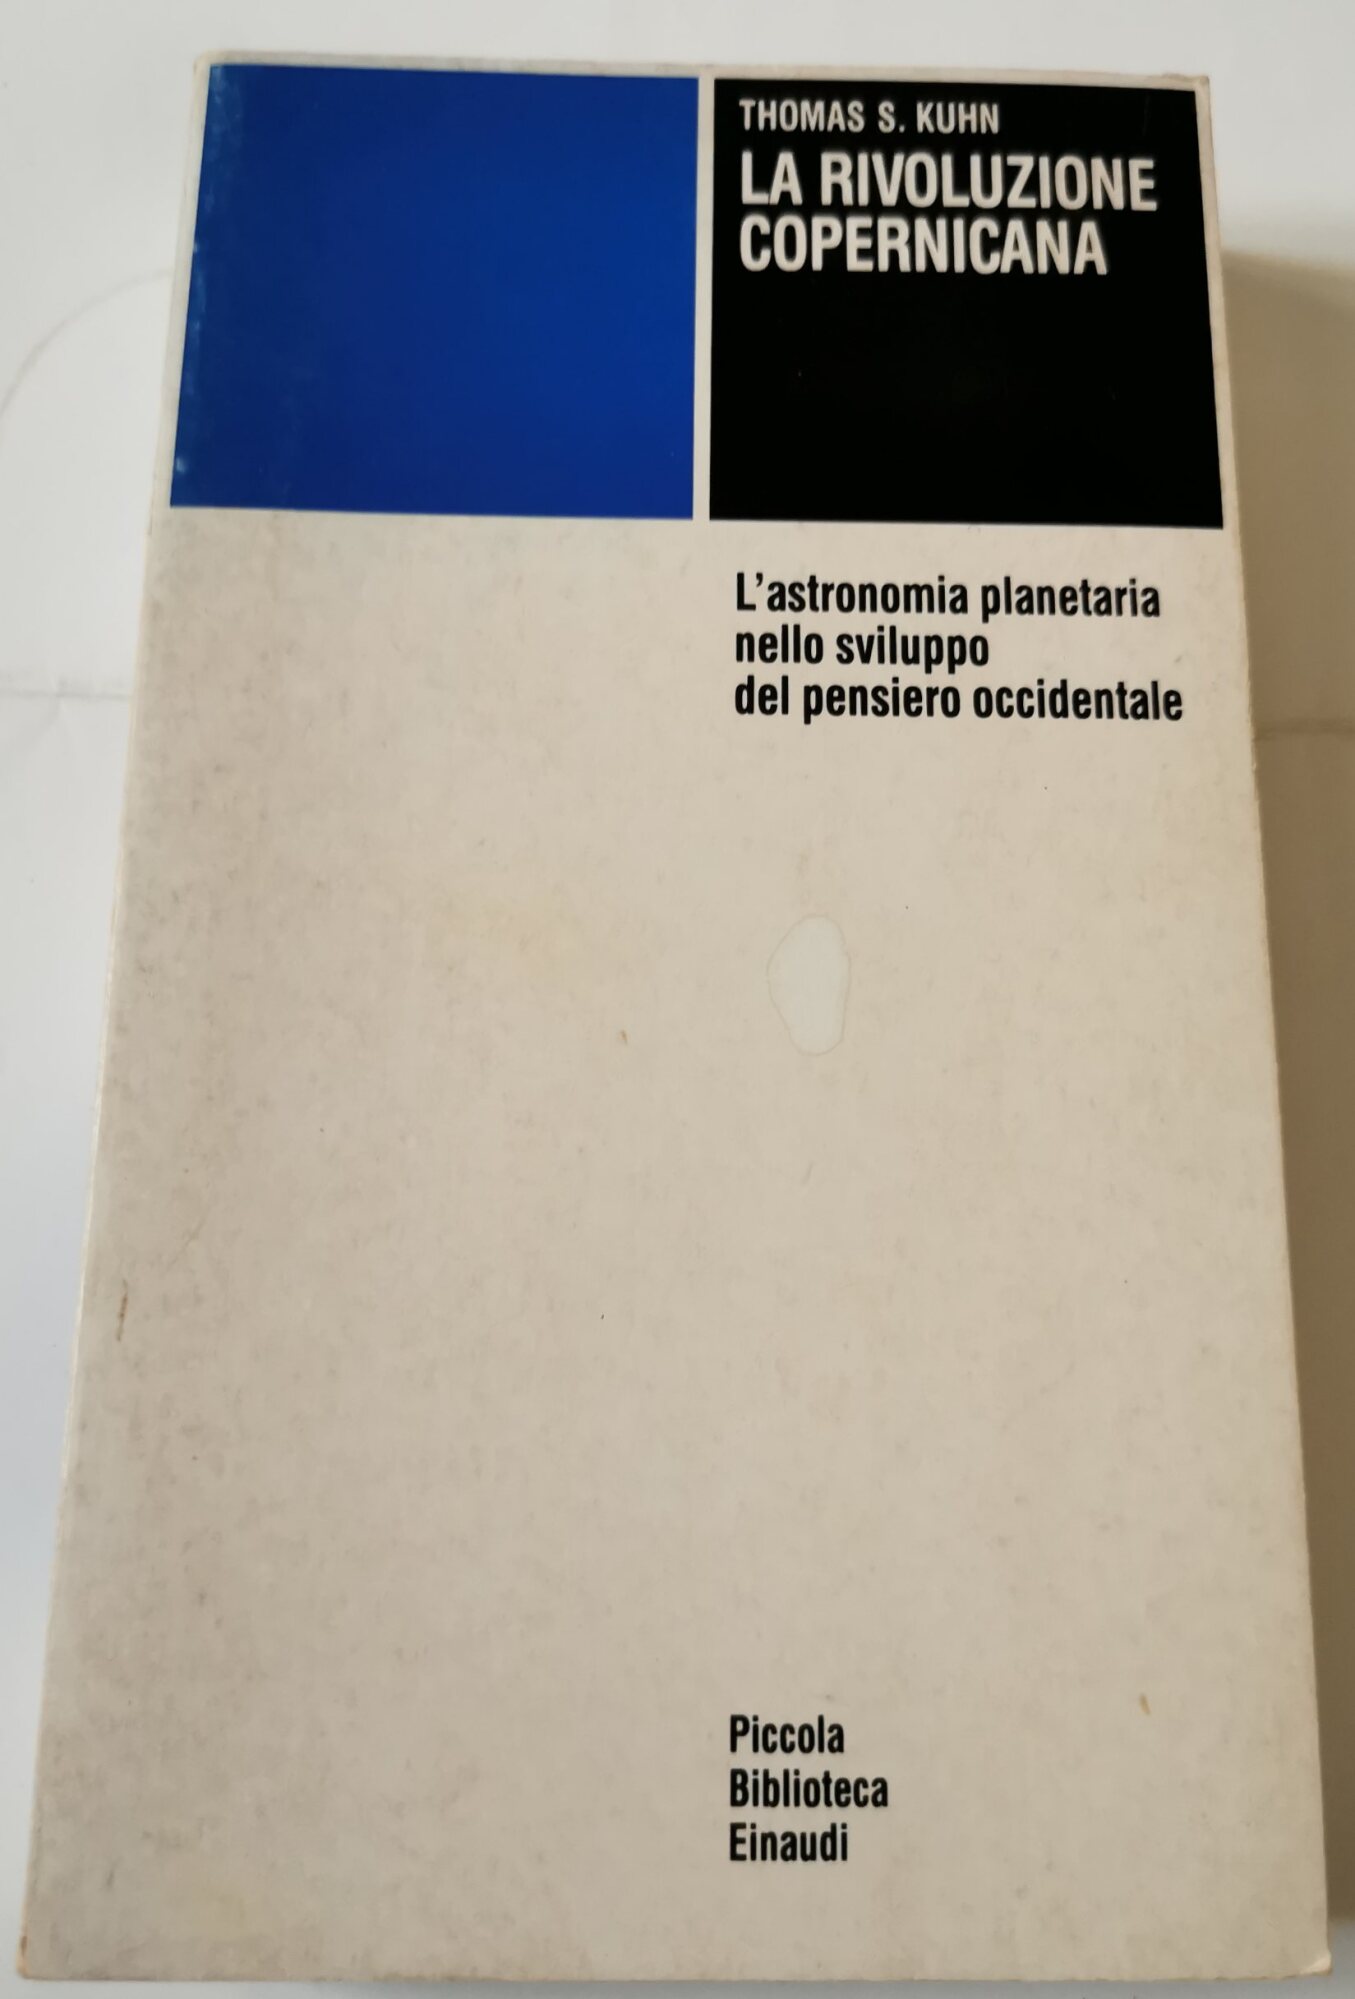 THOMAS S. KUHN
LA RIVOLUZIONE
COPERNICANA
L'astronomia planetaria
nello sviluppo
del pensiero occidentale
Piccola
Biblioteca
Einaudi